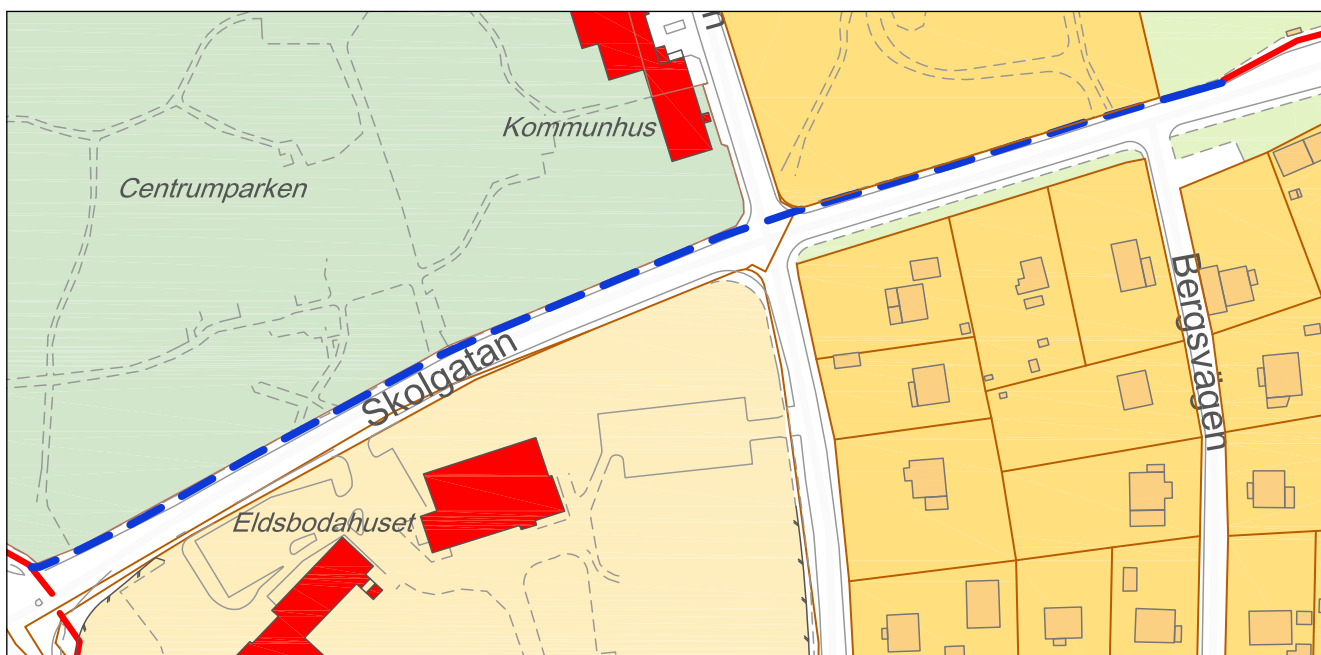 Kommunhus
Centrumparken
Bergsvägen
Skolgatan
Eldsbodahuset